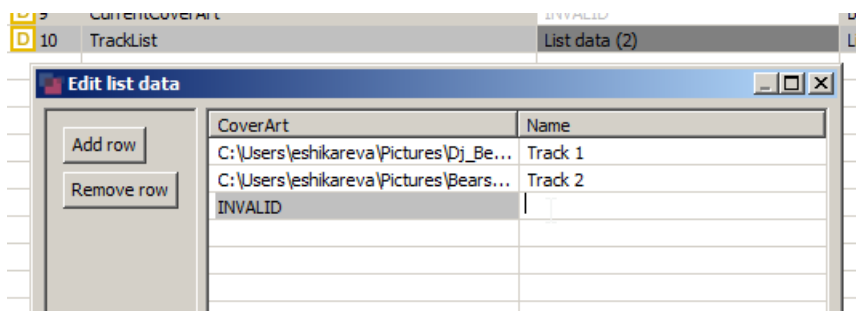 D 9 CurrentCoverArt INVALID
D 10 TrackList List data (2)
Edit list data
CoverArt Name
Add row
C:\Users\eshikareva\Pictures\Dj_Be... Track 1
C:\Users\eshikareva\Pictures\Bears... Track 2
Remove row
INVALID